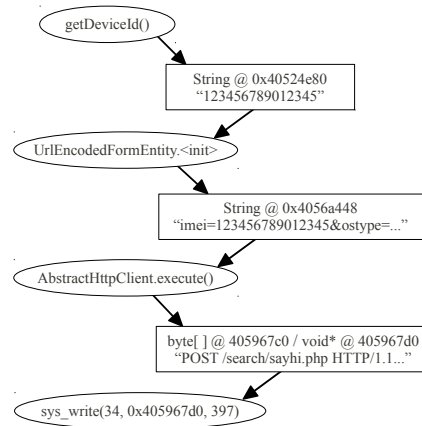 getDeviceId()
String @ 0x40524e80
“123456789012345”
UrlEncodedFormEntity.<init>
String @ 0x4056a448
“imei=123456789012345&ostype=...”
AbstractHttpClient.execute()
byte[ ] @ 405967c0 / void* @ 405967d0
“POST /search/sayhi.php HTTP/1.1...”
sys_write(34, 0x405967d0, 397)